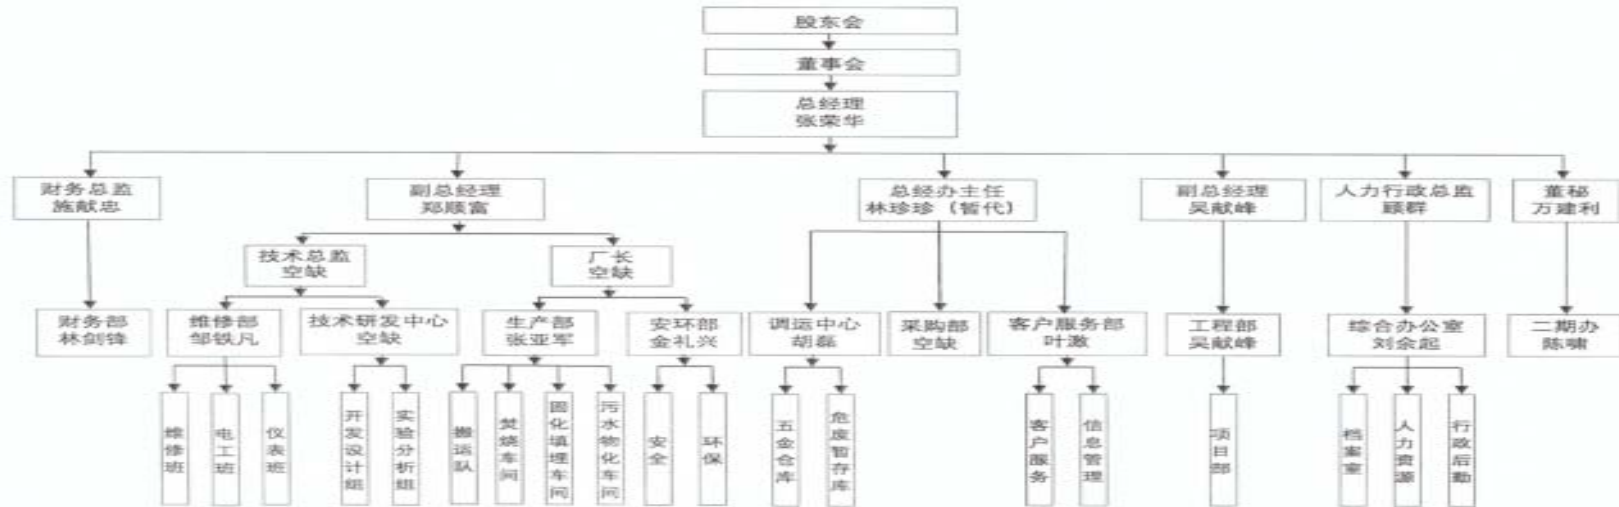 股东会
董事会
总经理
张荣华
财务总监
施献忠
副总经理
郑顺富
总经办主任
林珍珍（暂代）
副总经理
吴献峰
人力行政总监
顾群
董秘
万建利
技术总监
空缺
厂长
空缺
财务部
林剑锋
维修部
邹铁凡
技术研发中心
空缺
生产部
张亚军
安环部
金礼兴
调运中心
胡磊
采购部
空缺
客户服务部
叶激
工程部
吴献峰
综合办公室
刘余起
二期办
陈啸
维修班
电工班
仪表班
开发设计组
实验分析组
搬运队
焚烧车间
固化填埋车间
污水物化车间
安全
环保
五金仓库
危废暂存库
客户服务
信息管理
项目部
档案室
人力资源
行政后勤